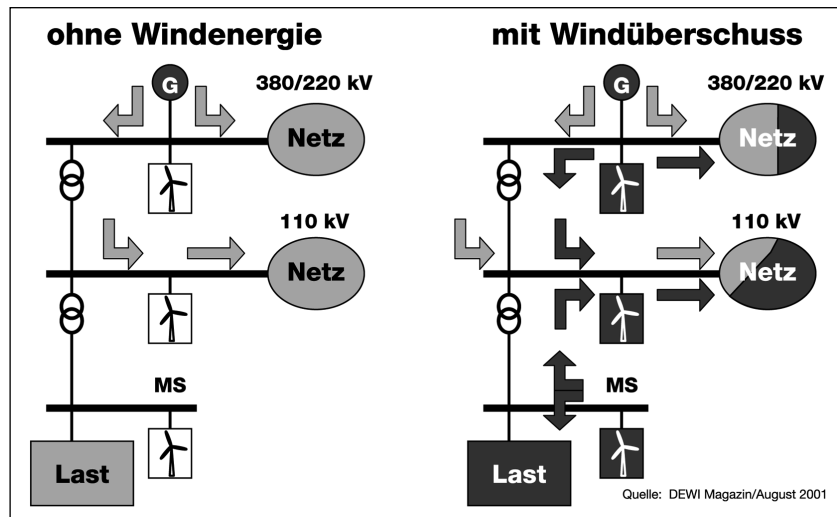 ohne Windenergie
G
380/220 kV
Netz
110 kV
Netz
MS
Last
mit Windüberschuss
G
380/220 kV
Netz
110 kV
Netz
MS
Last
Quelle: DEWI Magazin/August 2001